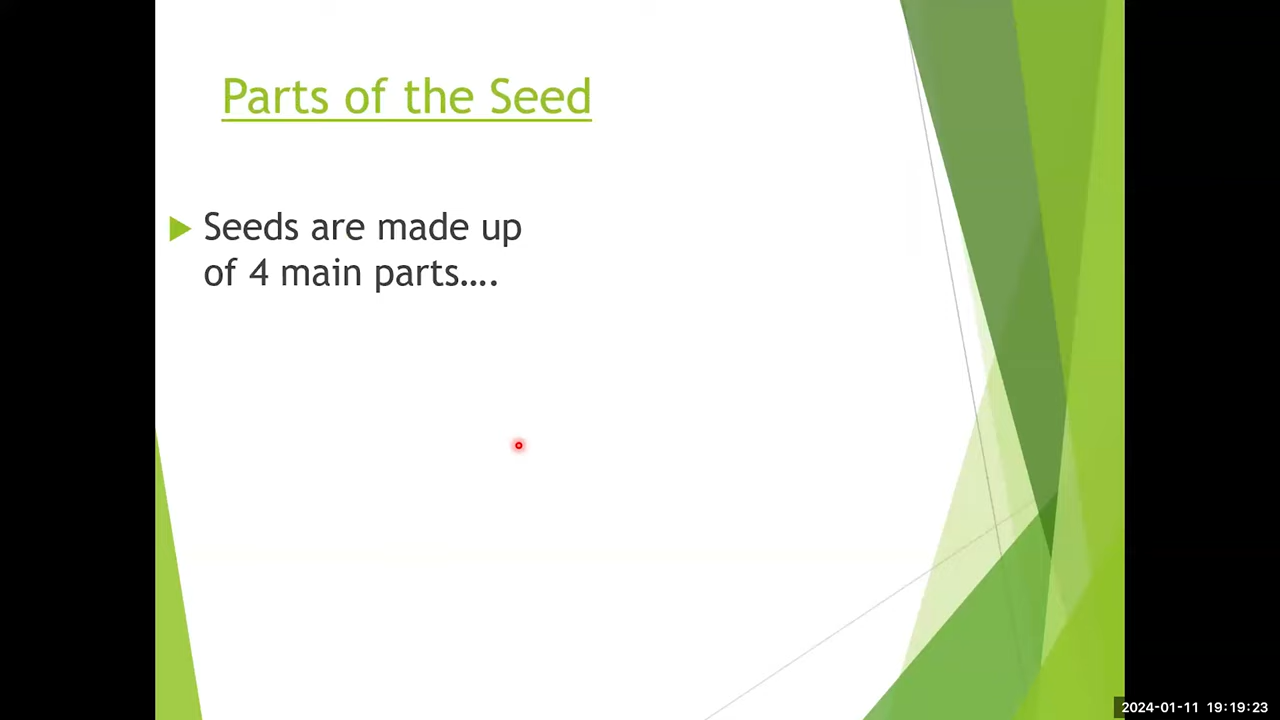 Parts of the Seed
Seeds are made up
of 4 main parts….
2024-01-11 19:19:23